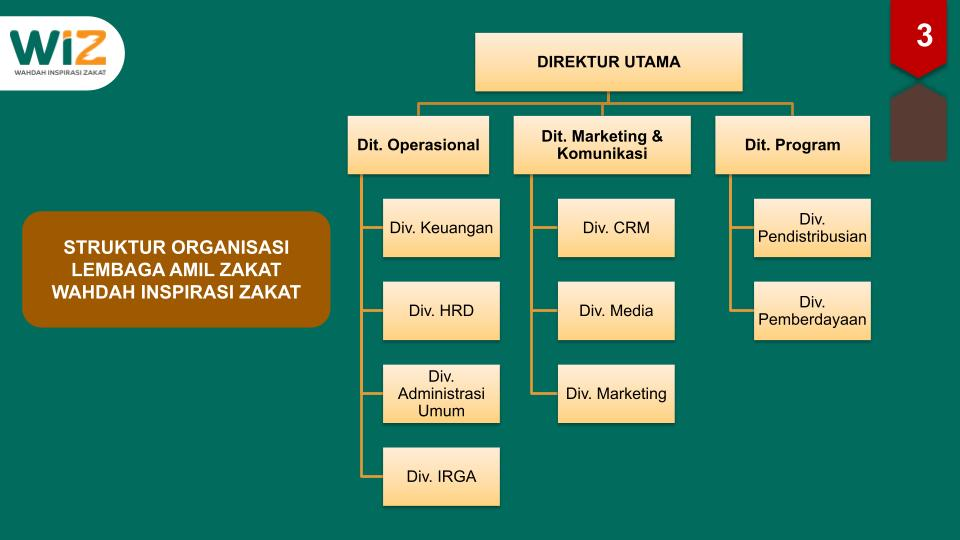 WiZ
WAHDAH INSPIRASI ZAKAT
3
DIREKTUR UTAMA
Dit. Operasional
Dit. Marketing &
Komunikasi
Dit. Program
Div. Keuangan
Div. CRM
Div.
Pendistribusian
STRUKTUR ORGANISASI
LEMBAGA AMIL ZAKAT
WAHDAH INSPIRASI ZAKAT
Div. HRD
Div. Media
Div.
Pemberdayaan
Div.
Administrasi
Umum
Div. Marketing
Div. IRGA